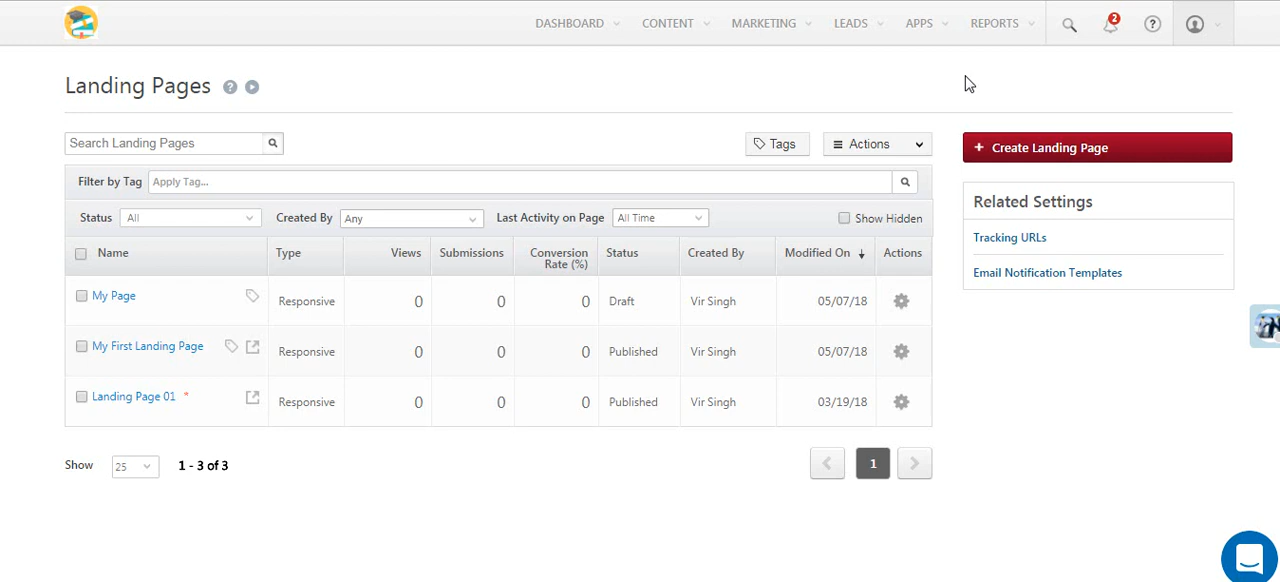 DASHBOARD CONTENT MARKETING LEADS APPS REPORTS 2 ?
Landing Pages ?
Search Landing Pages Tags Actions + Create Landing Page
Filter by Tag Apply Tag... Related Settings
Status All Created By Any Last Activity on Page All Time Show Hidden
Tracking URLs
Email Notification Templates
Name Type Views Submissions Conversion Rate (%) Status Created By Modified On ↓ Actions
My Page Responsive 0 0 0 Draft Vir Singh 05/07/18
My First Landing Page Responsive 0 0 0 Published Vir Singh 05/07/18
Landing Page 01 * Responsive 0 0 0 Published Vir Singh 03/19/18
Show 25 1 - 3 of 3 1